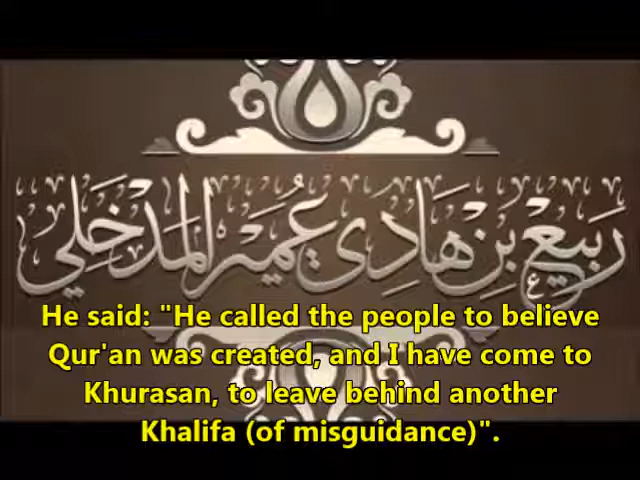 ربيع بن هادي عمير المدخلي
He said: "He called the people to believe
Qur'an was created, and I have come to
Khurasan, to leave behind another
Khalifa (of misguidance)".